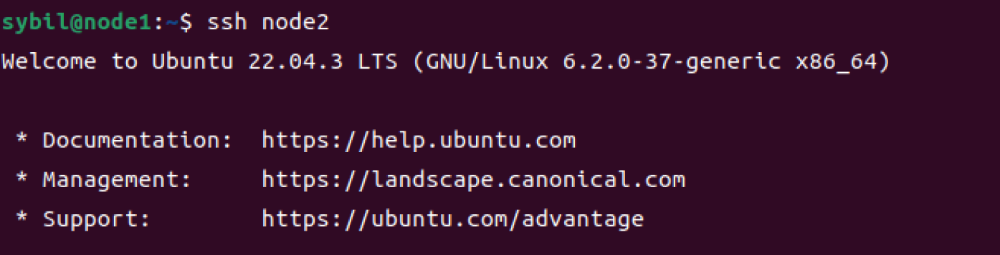 sybil@node1:~$ ssh node2
Welcome to Ubuntu 22.04.3 LTS (GNU/Linux 6.2.0-37-generic x86_64)
* Documentation:  https://help.ubuntu.com
* Management:     https://landscape.canonical.com
* Support:        https://ubuntu.com/advantage